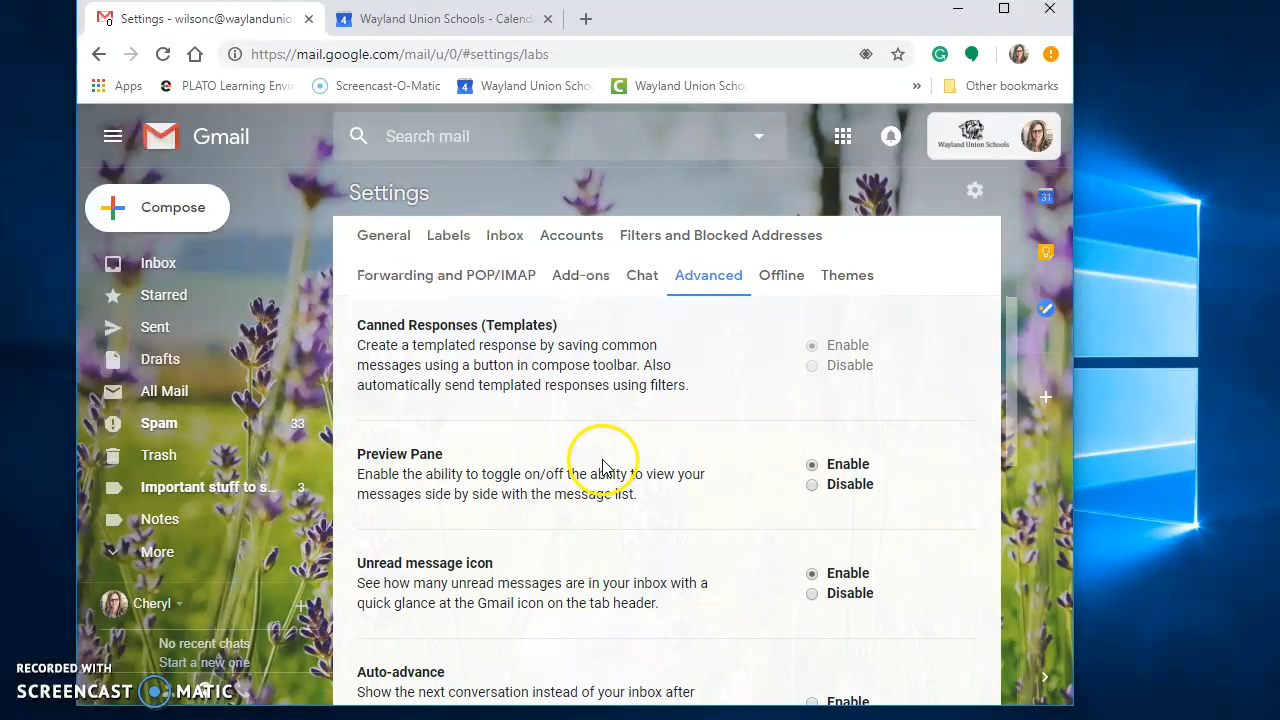 Settings - wilsonc@waylandunio
Wayland Union Schools - Calend
https://mail.google.com/mail/u/0/#settings/labs
Apps
PLATO Learning Envi
Screencast-O-Matic
Wayland Union Scho
Wayland Union Scho
Other bookmarks
Gmail
Search mail
Wayland Union Schools
Compose
Settings
General Labels Inbox Accounts Filters and Blocked Addresses
Forwarding and POP/IMAP Add-ons Chat Advanced Offline Themes
Inbox
Starred
Sent
Drafts
All Mail
Spam 33
Trash
Important stuff to s... 3
Notes
More
Cheryl
No recent chats
Start a new one
Canned Responses (Templates)
Create a templated response by saving common
messages using a button in compose toolbar. Also
automatically send templated responses using filters.
Enable
Disable
Preview Pane
Enable the ability to toggle on/off the ability to view your
messages side by side with the message list.
Enable
Disable
Unread message icon
See how many unread messages are in your inbox with a
quick glance at the Gmail icon on the tab header.
Enable
Disable
Auto-advance
Show the next conversation instead of your inbox after
Enable
31
RECORDED WITH
SCREENCAST MATIC